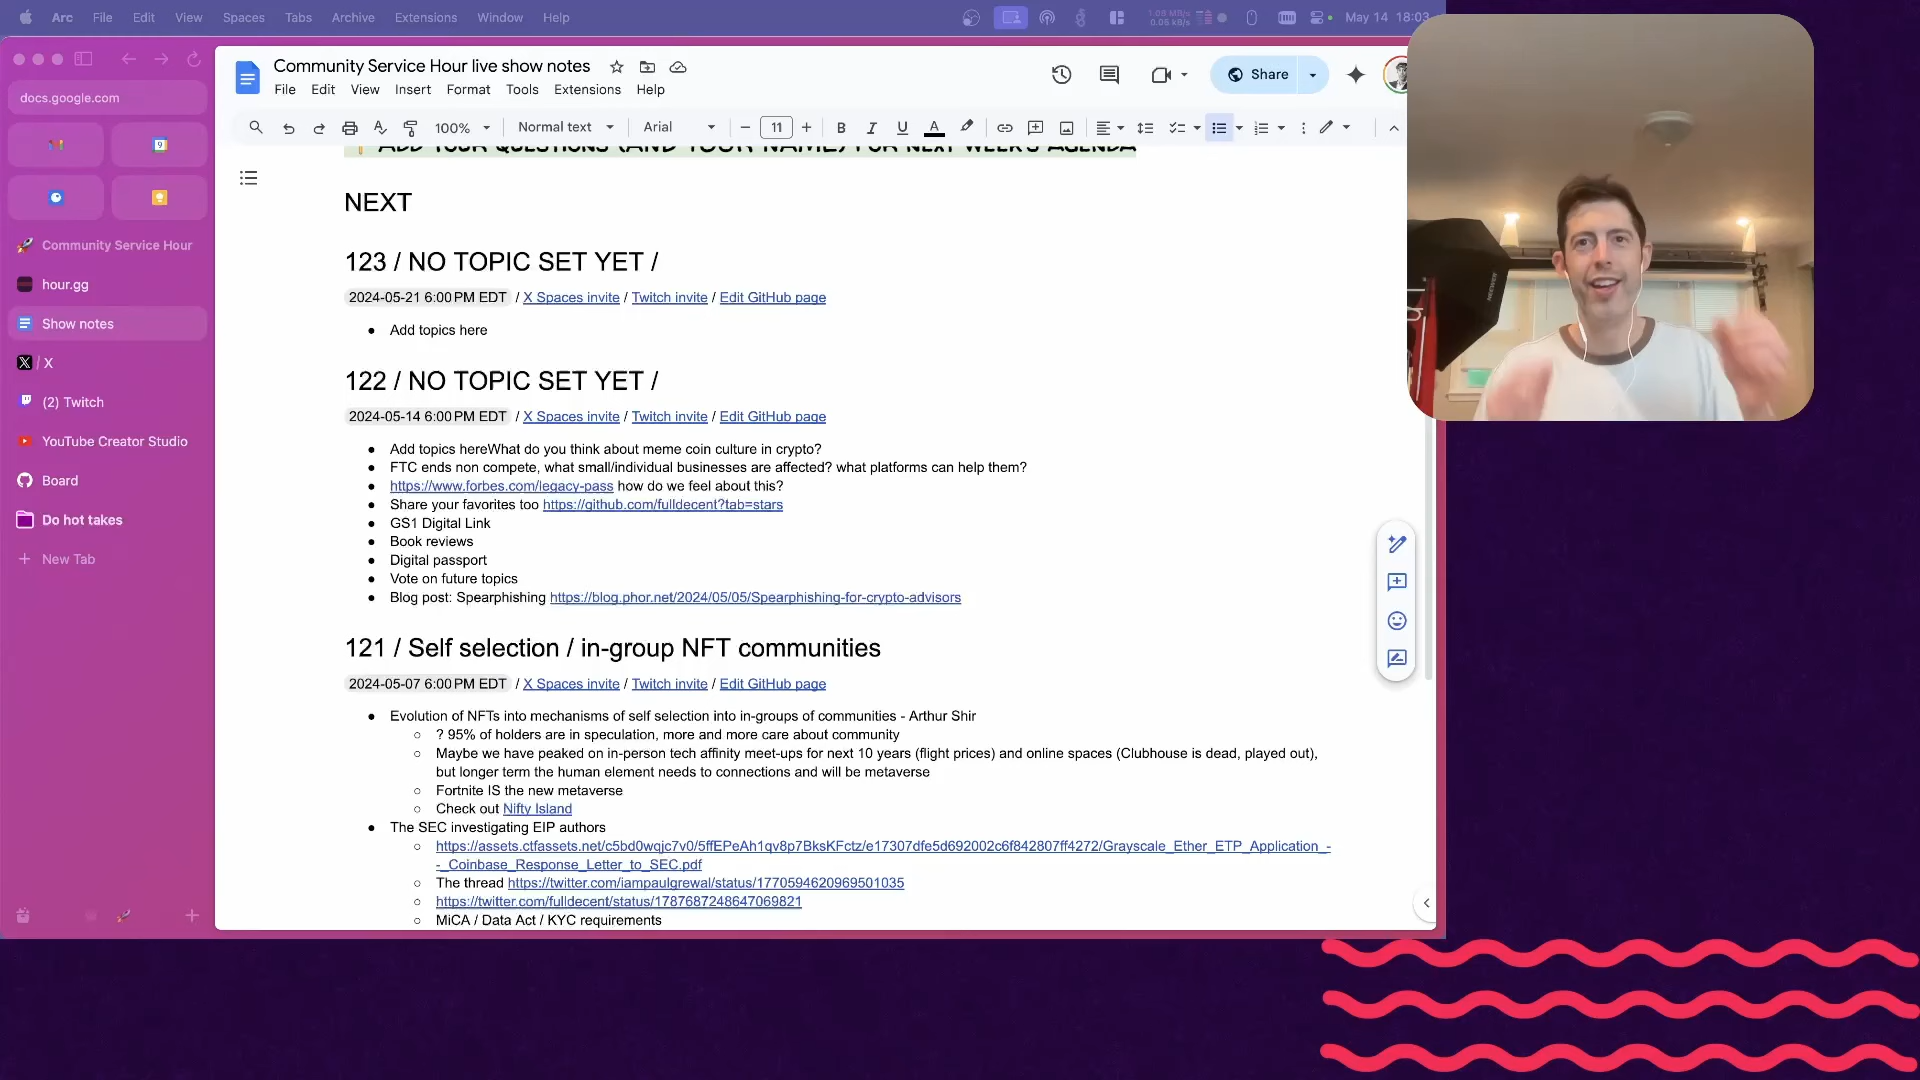 Arc File Edit View Spaces Tabs Archive Extensions Window Help May 14 18:03
docs.google.com
Community Service Hour
hour.gg
Show notes
/ X
(2) Twitch
YouTube Creator Studio
Board
Do hot takes
New Tab
Community Service Hour live show notes
File Edit View Insert Format Tools Extensions Help
Share
100% Normal text Arial 11
ADD YOUR QUESTIONS (AND YOUR NAME) FOR NEXT WEEK'S AGENDA
NEXT
123 / NO TOPIC SET YET /
2024-05-21 6:00 PM EDT / X Spaces invite / Twitch invite / Edit GitHub page
● Add topics here
122 / NO TOPIC SET YET /
2024-05-14 6:00 PM EDT / X Spaces invite / Twitch invite / Edit GitHub page
● Add topics hereWhat do you think about meme coin culture in crypto?
● FTC ends non compete, what small/individual businesses are affected? what platforms can help them?
● https://www.forbes.com/legacy-pass how do we feel about this?
● Share your favorites too https://github.com/fulldecent?tab=stars
● GS1 Digital Link
● Book reviews
● Digital passport
● Vote on future topics
● Blog post: Spearphishing https://blog.phor.net/2024/05/05/Spearphishing-for-crypto-advisors
121 / Self selection / in-group NFT communities
2024-05-07 6:00 PM EDT / X Spaces invite / Twitch invite / Edit GitHub page
● Evolution of NFTs into mechanisms of self selection into in-groups of communities - Arthur Shir
○ ? 95% of holders are in speculation, more and more care about community
○ Maybe we have peaked on in-person tech affinity meet-ups for next 10 years (flight prices) and online spaces (Clubhouse is dead, played out),
but longer term the human element needs to connections and will be metaverse
○ Fortnite IS the new metaverse
○ Check out Nifty Island
● The SEC investigating EIP authors
○ https://assets.ctfassets.net/c5bd0wqjc7v0/5ffEPeAh1qv8p7BksKFctz/e17307dfe5d692002c6f842807ff4272/Grayscale_Ether_ETP_Application_-
-_Coinbase_Response_Letter_to_SEC.pdf
○ The thread https://twitter.com/iampaulgrewal/status/1770594620969501035
○ https://twitter.com/fulldecent/status/1787687248647069821
○ MiCA / Data Act / KYC requirements